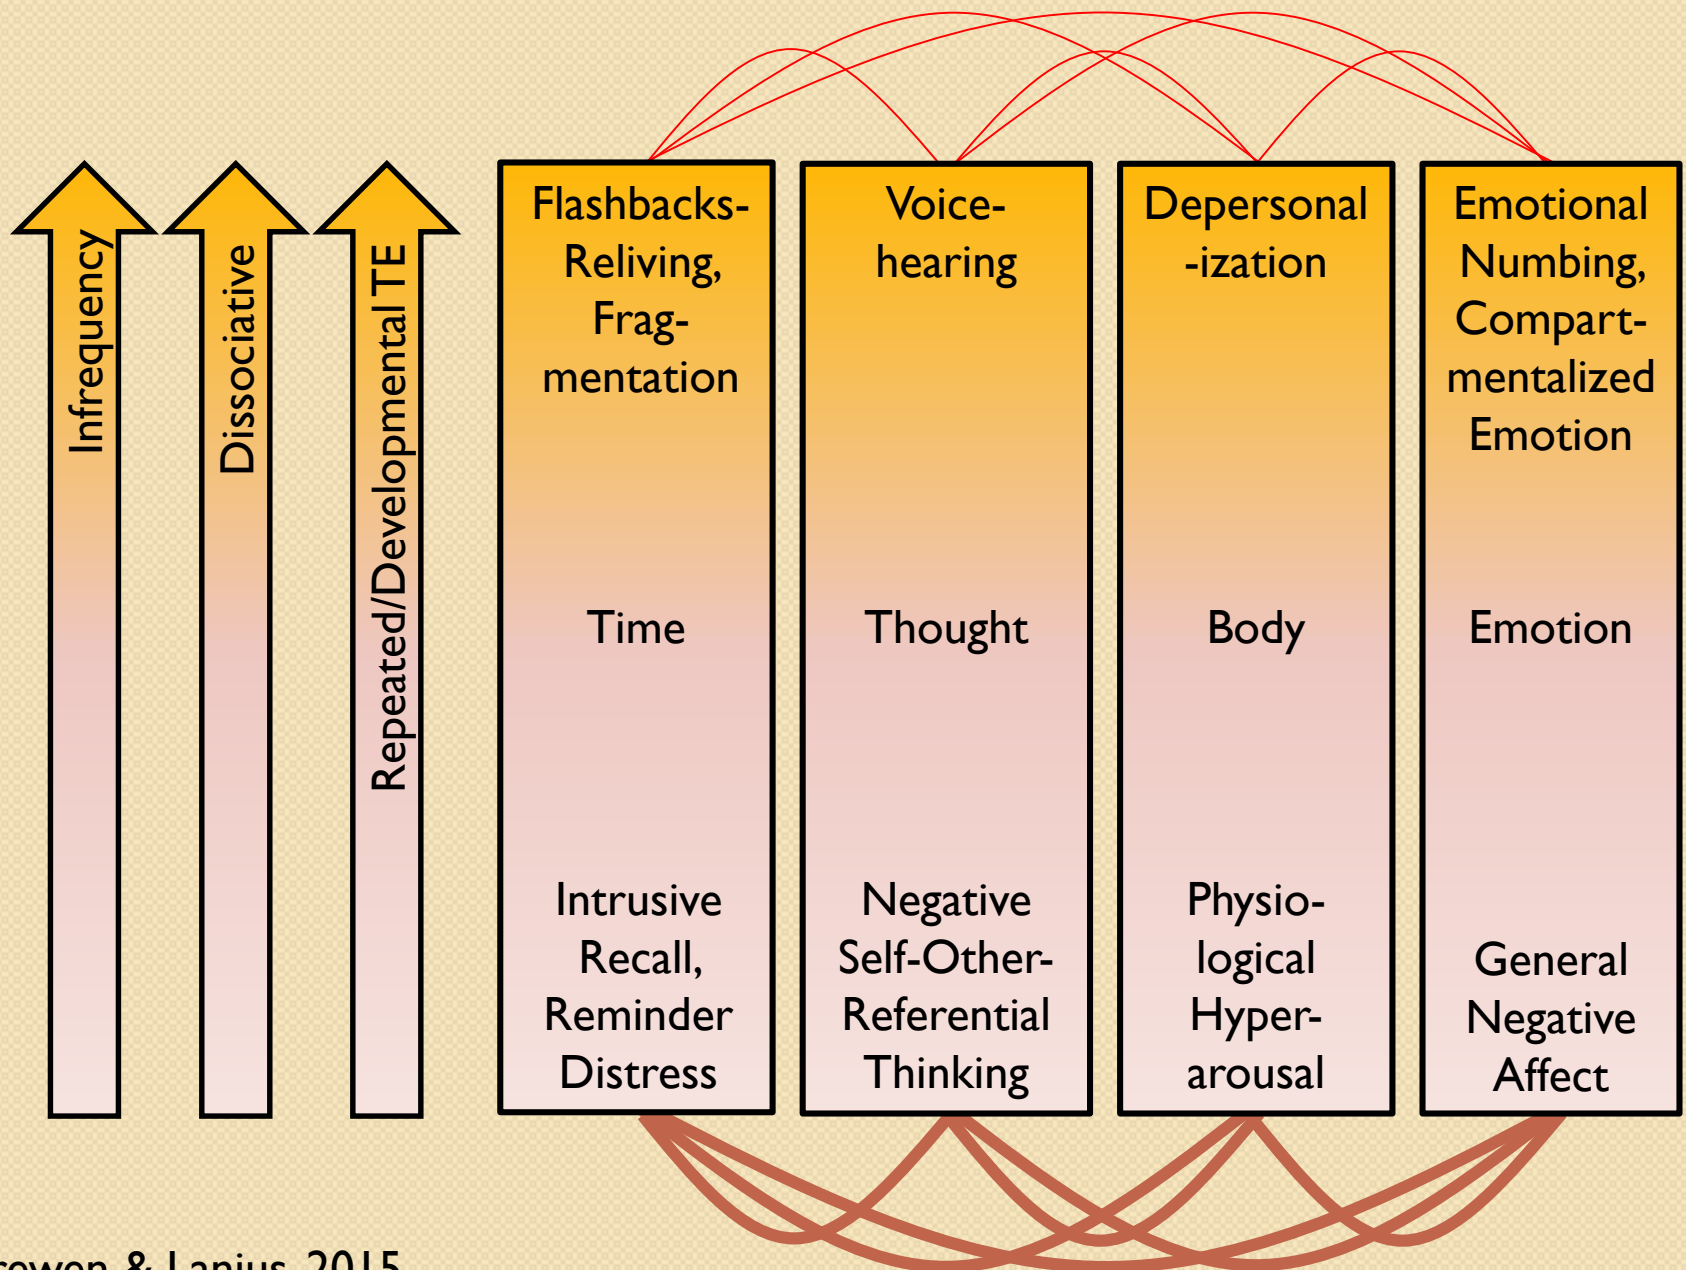 Infrequency
Dissociative
Repeated/Developmental TE
Flashbacks-
Reliving,
Frag-
mentation
Time
Intrusive
Recall,
Reminder
Distress
Voice-
hearing
Thought
Negative
Self-Other-
Referential
Thinking
Depersonal
-ization
Body
Physio-
logical
Hyper-
arousal
Emotional
Numbing,
Compart-
mentalized
Emotion
Emotion
General
Negative
Affect
& Lanius, 2015